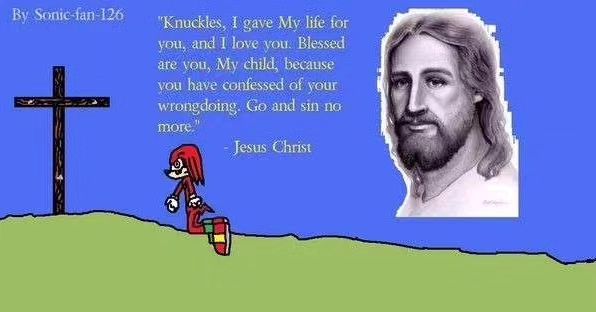 By Sonic-fan-126
"Knuckles, I gave My life for
you, and I love you. Blessed
are you, My child, because
you have confessed of your
wrongdoing. Go and sin no
more."
- Jesus Christ